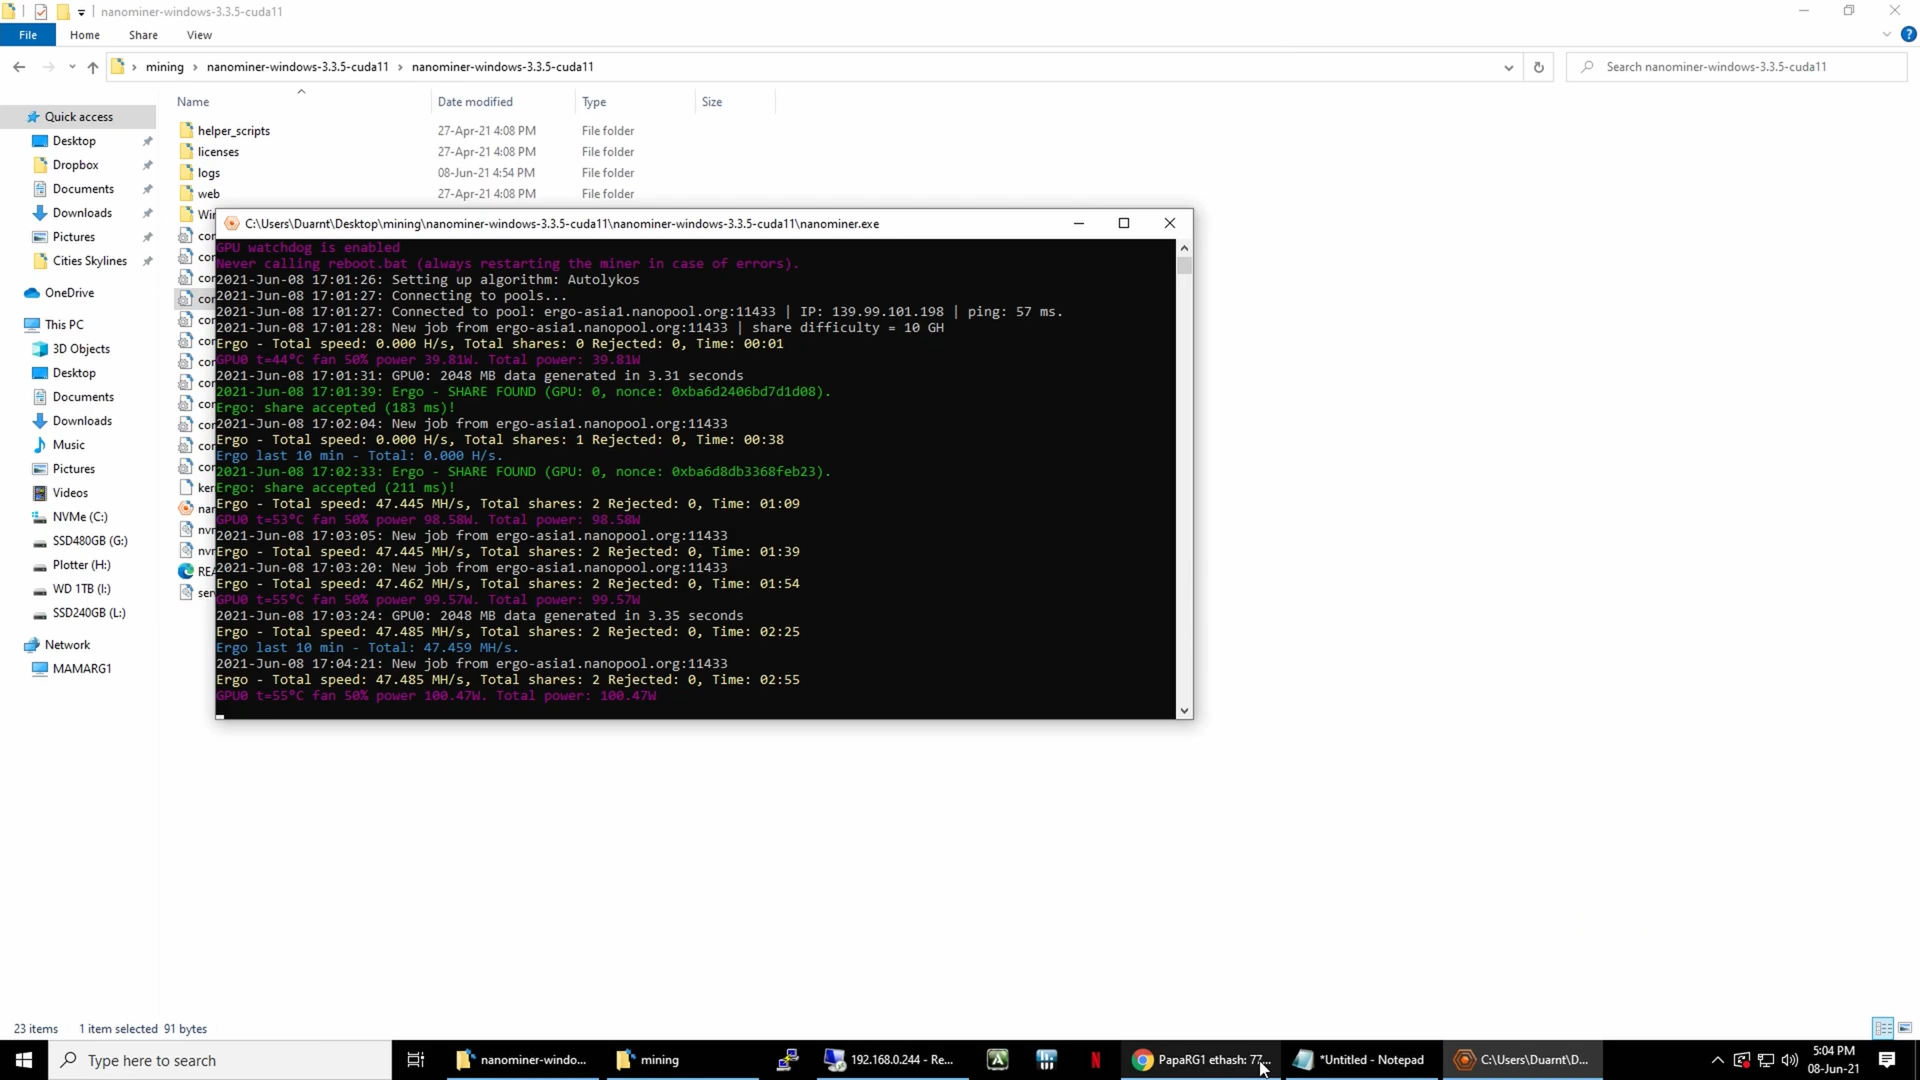 nanominer-windows-3.3.5-cuda11
File Home Share View
mining nanominer-windows-3.3.5-cuda11 nanominer-windows-3.3.5-cuda11 Search nanominer-windows-3.3.5-cuda11
Name Date modified Type Size
Quick access
Desktop
Dropbox
Documents
Downloads
Pictures
Cities Skylines
OneDrive
This PC
3D Objects
Desktop
Documents
Downloads
Music
Pictures
Videos
NVMe (C:)
SSD480GB (G:)
Plotter (H:)
WD 1TB (I:)
SSD240GB (L:)
Network
MAMARG1
helper_scripts 27-Apr-21 4:08 PM File folder
licenses 27-Apr-21 4:08 PM File folder
logs 08-Jun-21 4:54 PM File folder
web 27-Apr-21 4:08 PM File folder
C:\Users\Duarnt\Desktop\mining\nanominer-windows-3.3.5-cuda11\nanominer-windows-3.3.5-cuda11\nanominer.exe
GPU watchdog is enabled
Never calling reboot.bat (always restarting the miner in case of errors).
2021-Jun-08 17:01:26: Setting up algorithm: Autolykos
2021-Jun-08 17:01:27: Connecting to pools...
2021-Jun-08 17:01:27: Connected to pool: ergo-asia1.nanopool.org:11433 | IP: 139.99.101.198 | ping: 57 ms.
2021-Jun-08 17:01:28: New job from ergo-asia1.nanopool.org:11433 | share difficulty = 10 GH
Ergo - Total speed: 0.000 H/s, Total shares: 0 Rejected: 0, Time: 00:01
GPU0 t=44°C fan 50% power 39.81W. Total power: 39.81W
2021-Jun-08 17:01:31: GPU0: 2048 MB data generated in 3.31 seconds
2021-Jun-08 17:01:39: Ergo - SHARE FOUND (GPU: 0, nonce: 0xba6d2406bd7d1d08).
Ergo: share accepted (183 ms)!
2021-Jun-08 17:02:04: New job from ergo-asia1.nanopool.org:11433
Ergo - Total speed: 0.000 H/s, Total shares: 1 Rejected: 0, Time: 00:38
Ergo last 10 min - Total: 0.000 H/s.
2021-Jun-08 17:02:33: Ergo - SHARE FOUND (GPU: 0, nonce: 0xba6d8db3368feb23).
Ergo: share accepted (211 ms)!
Ergo - Total speed: 47.445 MH/s, Total shares: 2 Rejected: 0, Time: 01:09
GPU0 t=53°C fan 50% power 98.58W. Total power: 98.58W
2021-Jun-08 17:03:05: New job from ergo-asia1.nanopool.org:11433
Ergo - Total speed: 47.445 MH/s, Total shares: 2 Rejected: 0, Time: 01:39
2021-Jun-08 17:03:20: New job from ergo-asia1.nanopool.org:11433
Ergo - Total speed: 47.462 MH/s, Total shares: 2 Rejected: 0, Time: 01:54
GPU0 t=55°C fan 50% power 99.57W. Total power: 99.57W
2021-Jun-08 17:03:24: GPU0: 2048 MB data generated in 3.35 seconds
Ergo - Total speed: 47.485 MH/s, Total shares: 2 Rejected: 0, Time: 02:25
Ergo last 10 min - Total: 47.459 MH/s.
2021-Jun-08 17:04:21: New job from ergo-asia1.nanopool.org:11433
Ergo - Total speed: 47.485 MH/s, Total shares: 2 Rejected: 0, Time: 02:55
GPU0 t=55°C fan 50% power 100.47W. Total power: 100.47W
23 items 1 item selected 91 bytes
Type here to search nanominer-windo... mining 192.168.0.244 - Re... N PapaRG1 ethash: 77... *Untitled - Notepad C:\Users\Duarnt\D... 5:04 PM
08-Jun-21